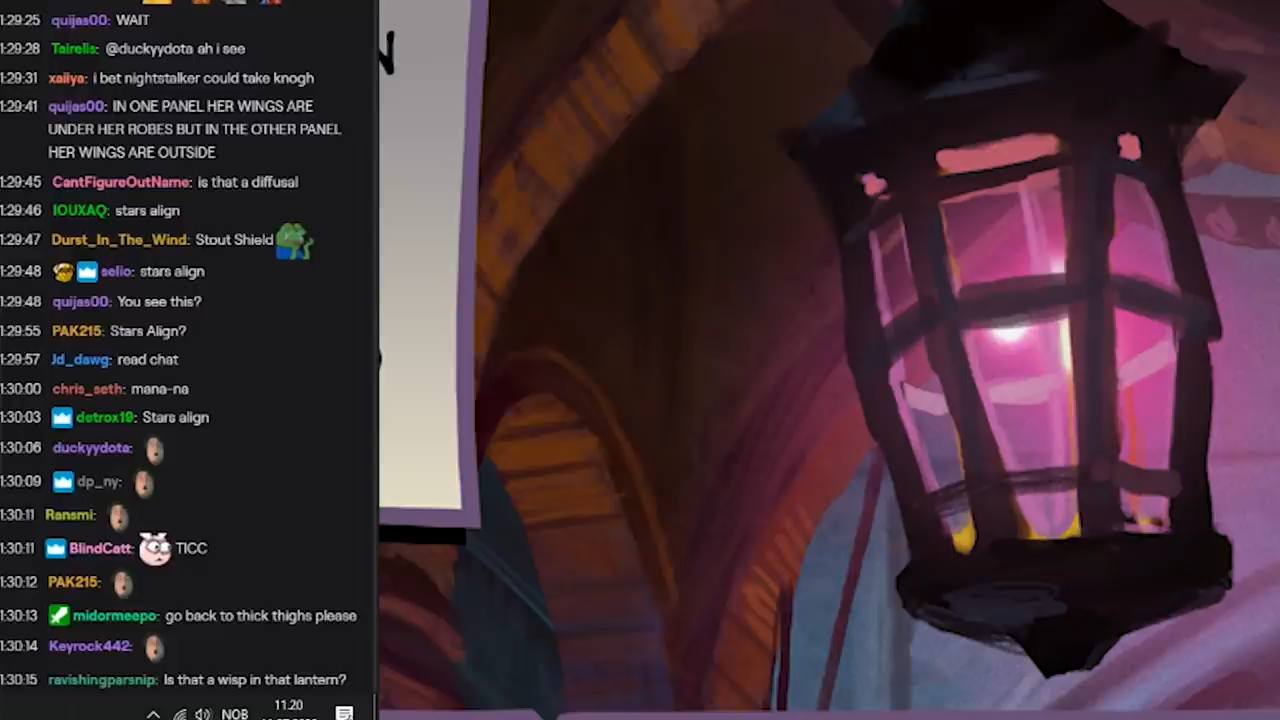 1:29:25 quijas00: WAIT
1:29:28 Tairelis: @duckyydota ah i see
1:29:31 xaiiya: i bet nightstalker could take knogh
1:29:41 quijas00: IN ONE PANEL HER WINGS ARE
UNDER HER ROBES BUT IN THE OTHER PANEL
HER WINGS ARE OUTSIDE
1:29:45 CantFigureOutName: is that a diffusal
1:29:46 IOUXAQ: stars align
1:29:47 Durst_In_The_Wind: Stout Shield
1:29:48 selio: stars align
1:29:48 quijas00: You see this?
1:29:55 PAK215: Stars Align?
1:29:57 Jd_dawg: read chat
1:30:00 chris_seth: mana-na
1:30:03 detrox19: Stars align
1:30:06 duckyydota:
1:30:09 dp_ny:
1:30:11 Ransmi:
1:30:11 BlindCatt: TICC
1:30:12 PAK215:
1:30:13 midormeepo: go back to thick thighs please
1:30:14 Keyrock442:
1:30:15 ravishingparsnip: Is that a wisp in that lantern?
NOB 11.20
N